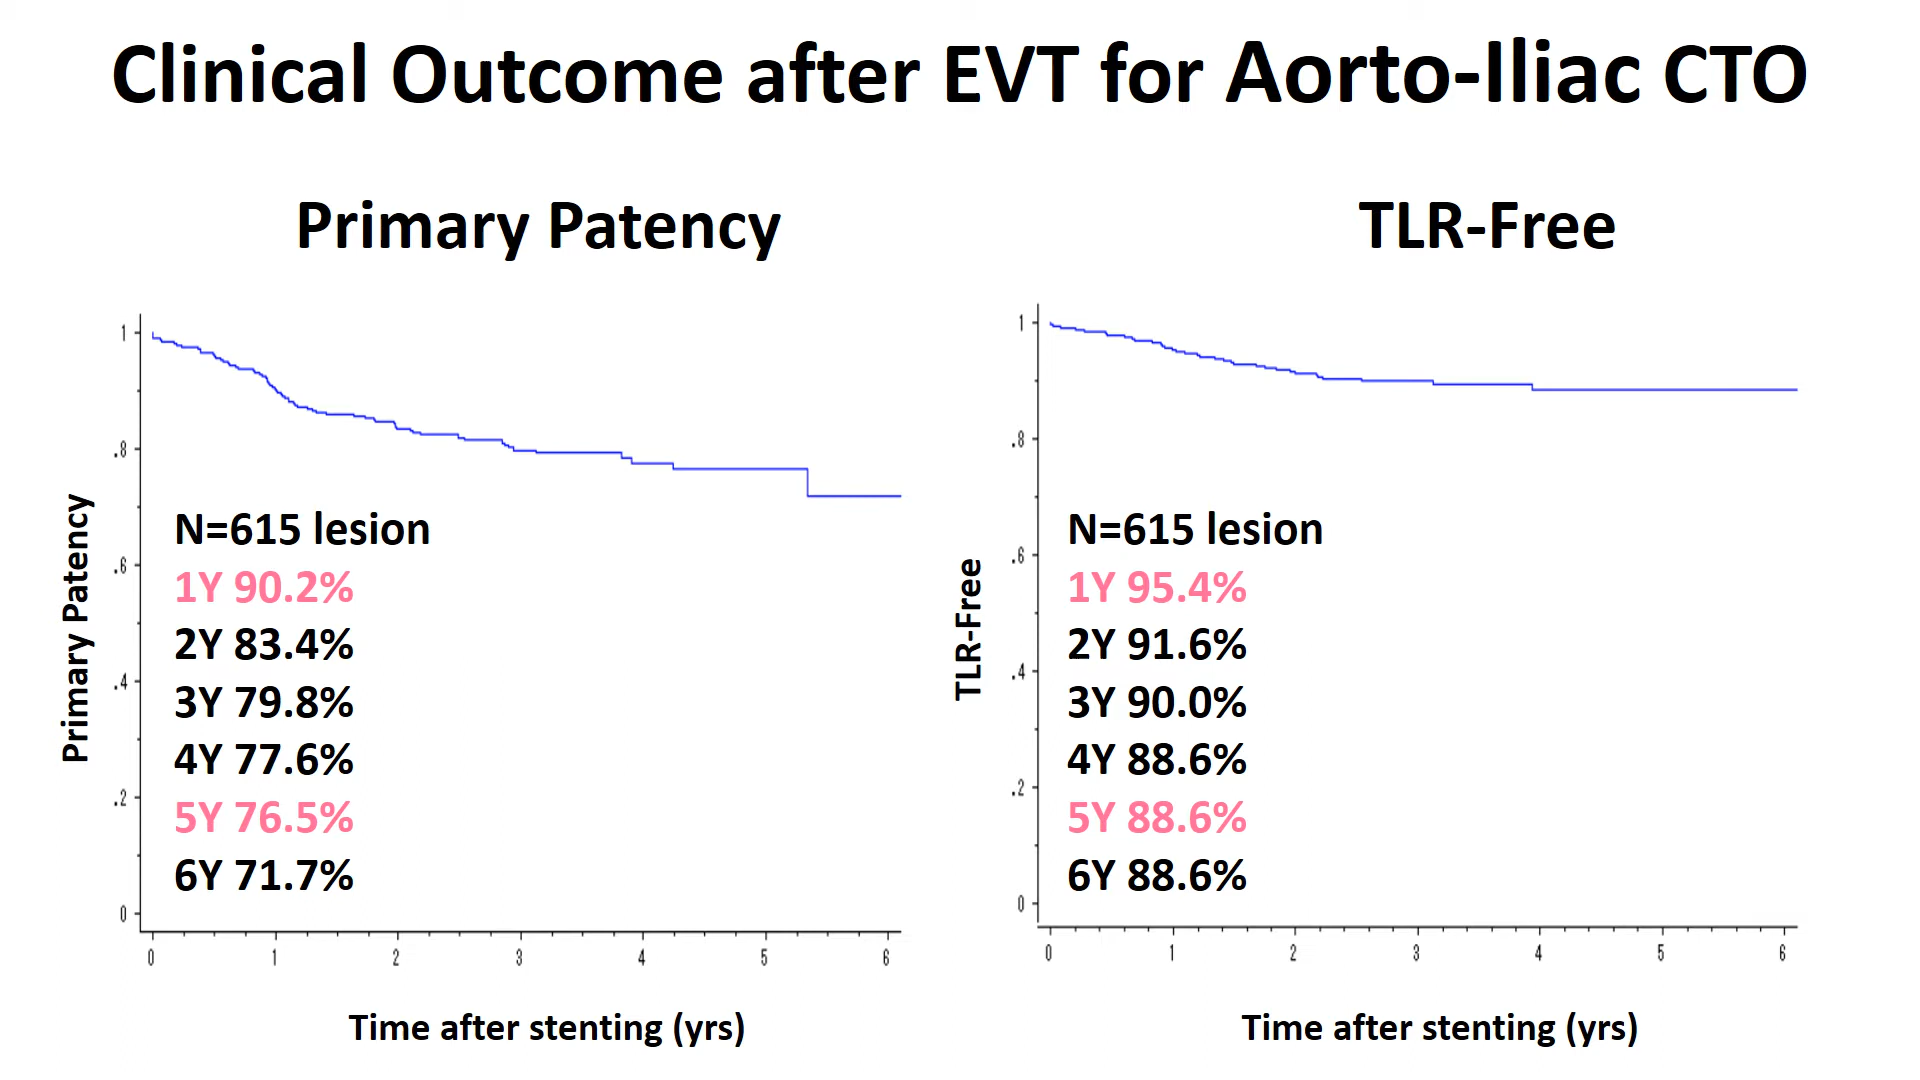 Clinical Outcome after EVT for Aorto-Iliac CTO
Primary Patency
Primary Patency
1
.8
.6
.4
.2
0
N=615 lesion
1Y 90.2%
2Y 83.4%
3Y 79.8%
4Y 77.6%
5Y 76.5%
6Y 71.7%
0 1 2 3 4 5 6
Time after stenting (yrs)
TLR-Free
TLR-Free
1
.8
.6
.4
.2
0
N=615 lesion
1Y 95.4%
2Y 91.6%
3Y 90.0%
4Y 88.6%
5Y 88.6%
6Y 88.6%
0 1 2 3 4 5 6
Time after stenting (yrs)